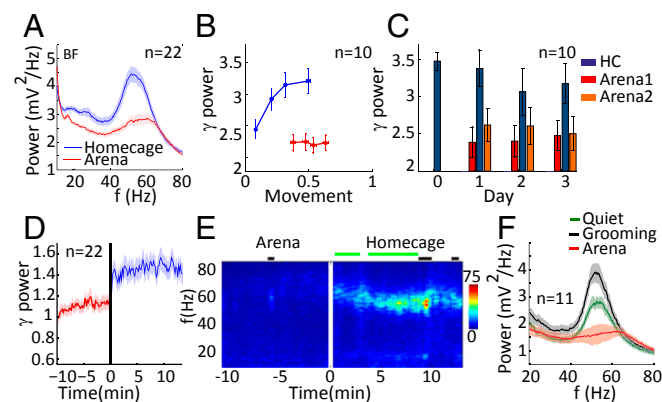 A
BF
n=22
Power (mV²/Hz)
5
4
3
2
1
Homecage
Arena
20 40 60 80
f (Hz)
B
n=10
γ power
3.5
3
2.5
2
0 0.5 1
Movement
C
n=10
HC
Arena1
Arena2
γ power
3.5
3
2.5
2
0 1 2 3
Day
D
n=22
γ power
1.6
1.4
1.2
1
0.8
0.6
-10 -5 0 5 10
Time(min)
E
Arena Homecage
f(Hz)
80
60
40
20
75
0
-10 -5 0 5 10
Time(min)
F
Quiet
Grooming
Arena
n=11
Power (mV²/Hz)
5
4
3
2
1
20 40 60 80
f (Hz)